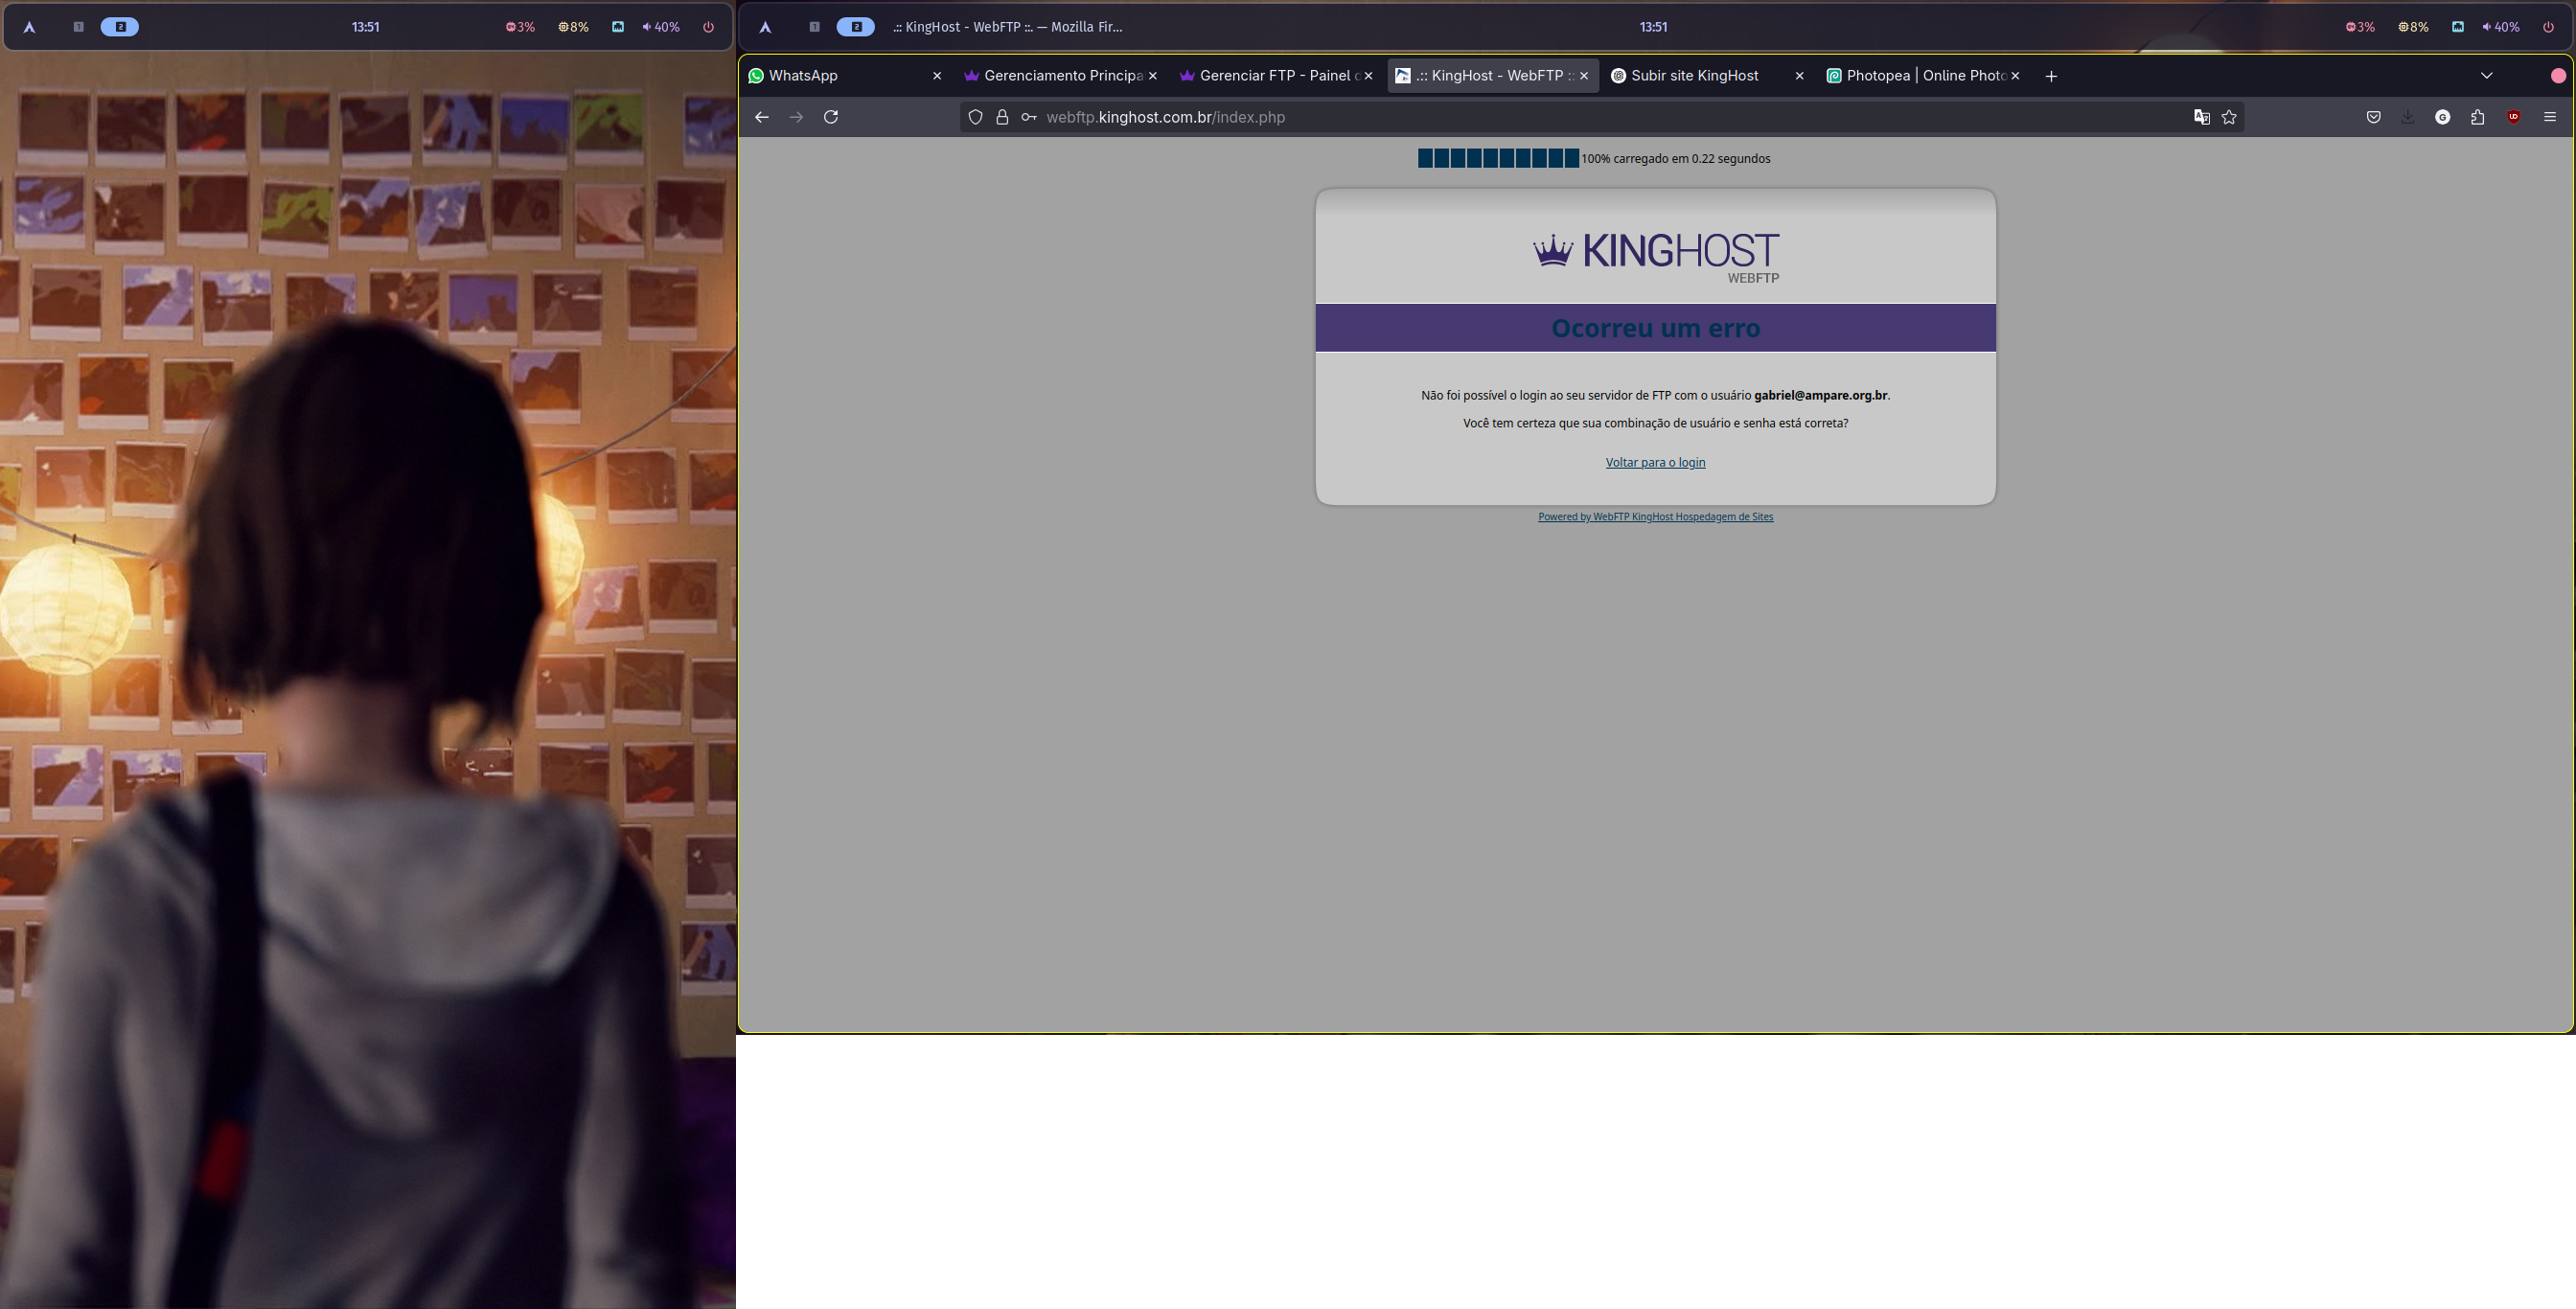 1 2 13:51 3% 8% 40%
1 2 .:: KingHost - WebFTP ::. — Mozilla Fir... 13:51 3% 8% 40%
WhatsApp Gerenciamento Principa Gerenciar FTP - Painel d .:: KingHost - WebFTP :: Subir site KingHost Photopea | Online Photo
webftp.kinghost.com.br/index.php
100% carregado em 0.22 segundos
KINGHOST
WEBFTP
Ocorreu um erro
Não foi possível o login ao seu servidor de FTP com o usuário gabriel@ampare.org.br.
Você tem certeza que sua combinação de usuário e senha está correta?
Voltar para o login
Powered by WebFTP KingHost Hospedagem de Sites